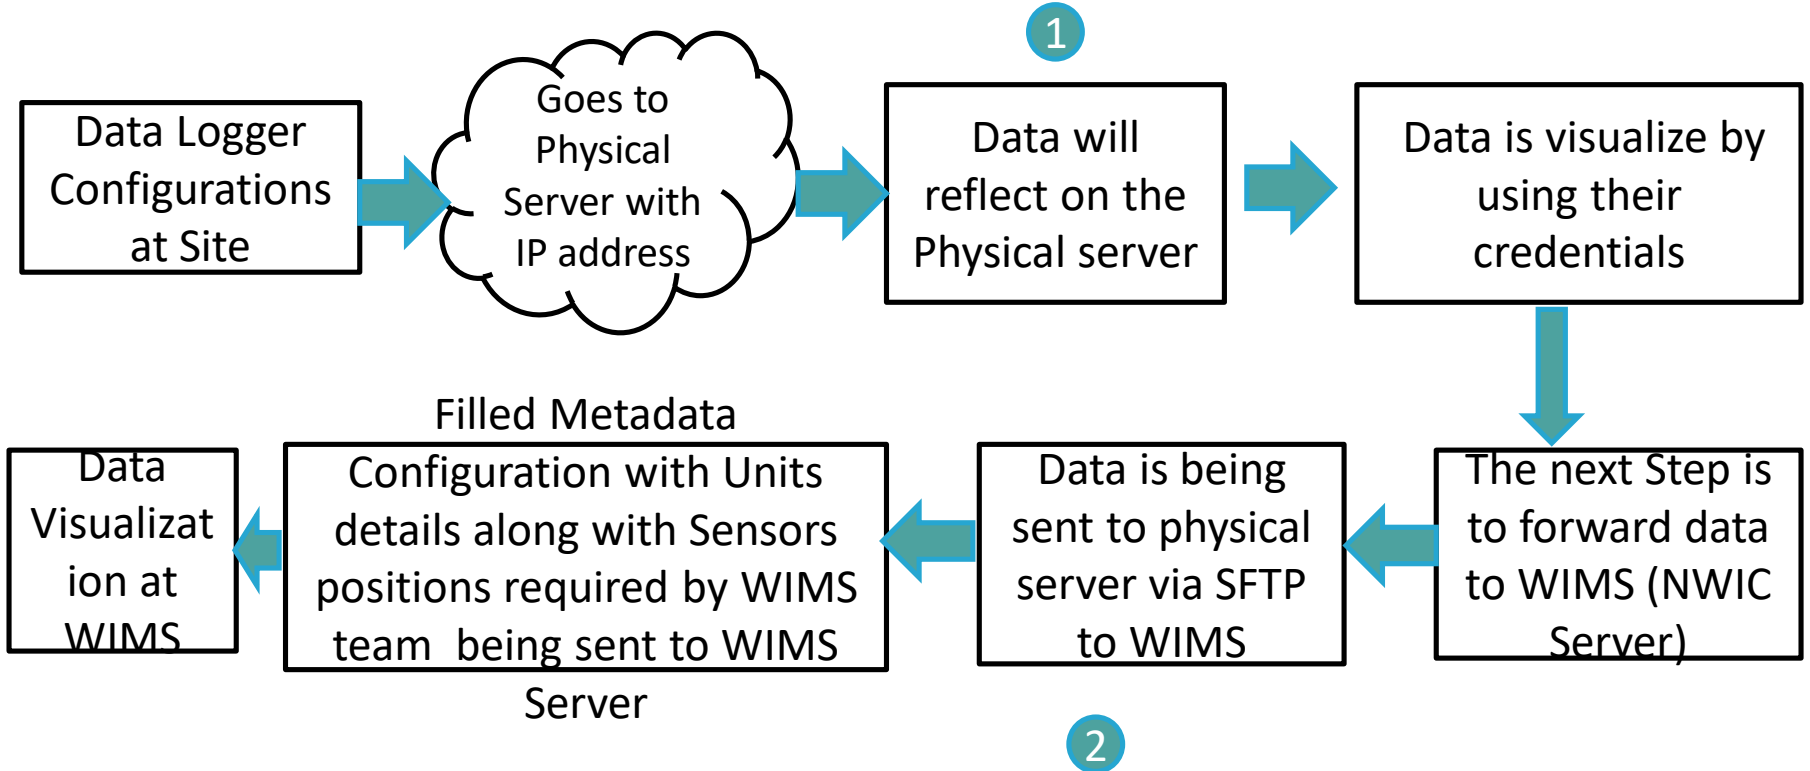 1
Data Logger
Configurations
at Site
Goes to
Physical
Server with
IP address
Data will
reflect on the
Physical server
Data is visualize by
using their
credentials
The next Step is
to forward data
to WIMS (NWIC
Server)
Data is being
sent to physical
server via SFTP
to WIMS
Filled Metadata
Configuration with Units
details along with Sensors
positions required by WIMS
team  being sent to WIMS
Server
Data
Visualizat
ion at
WIMS
2